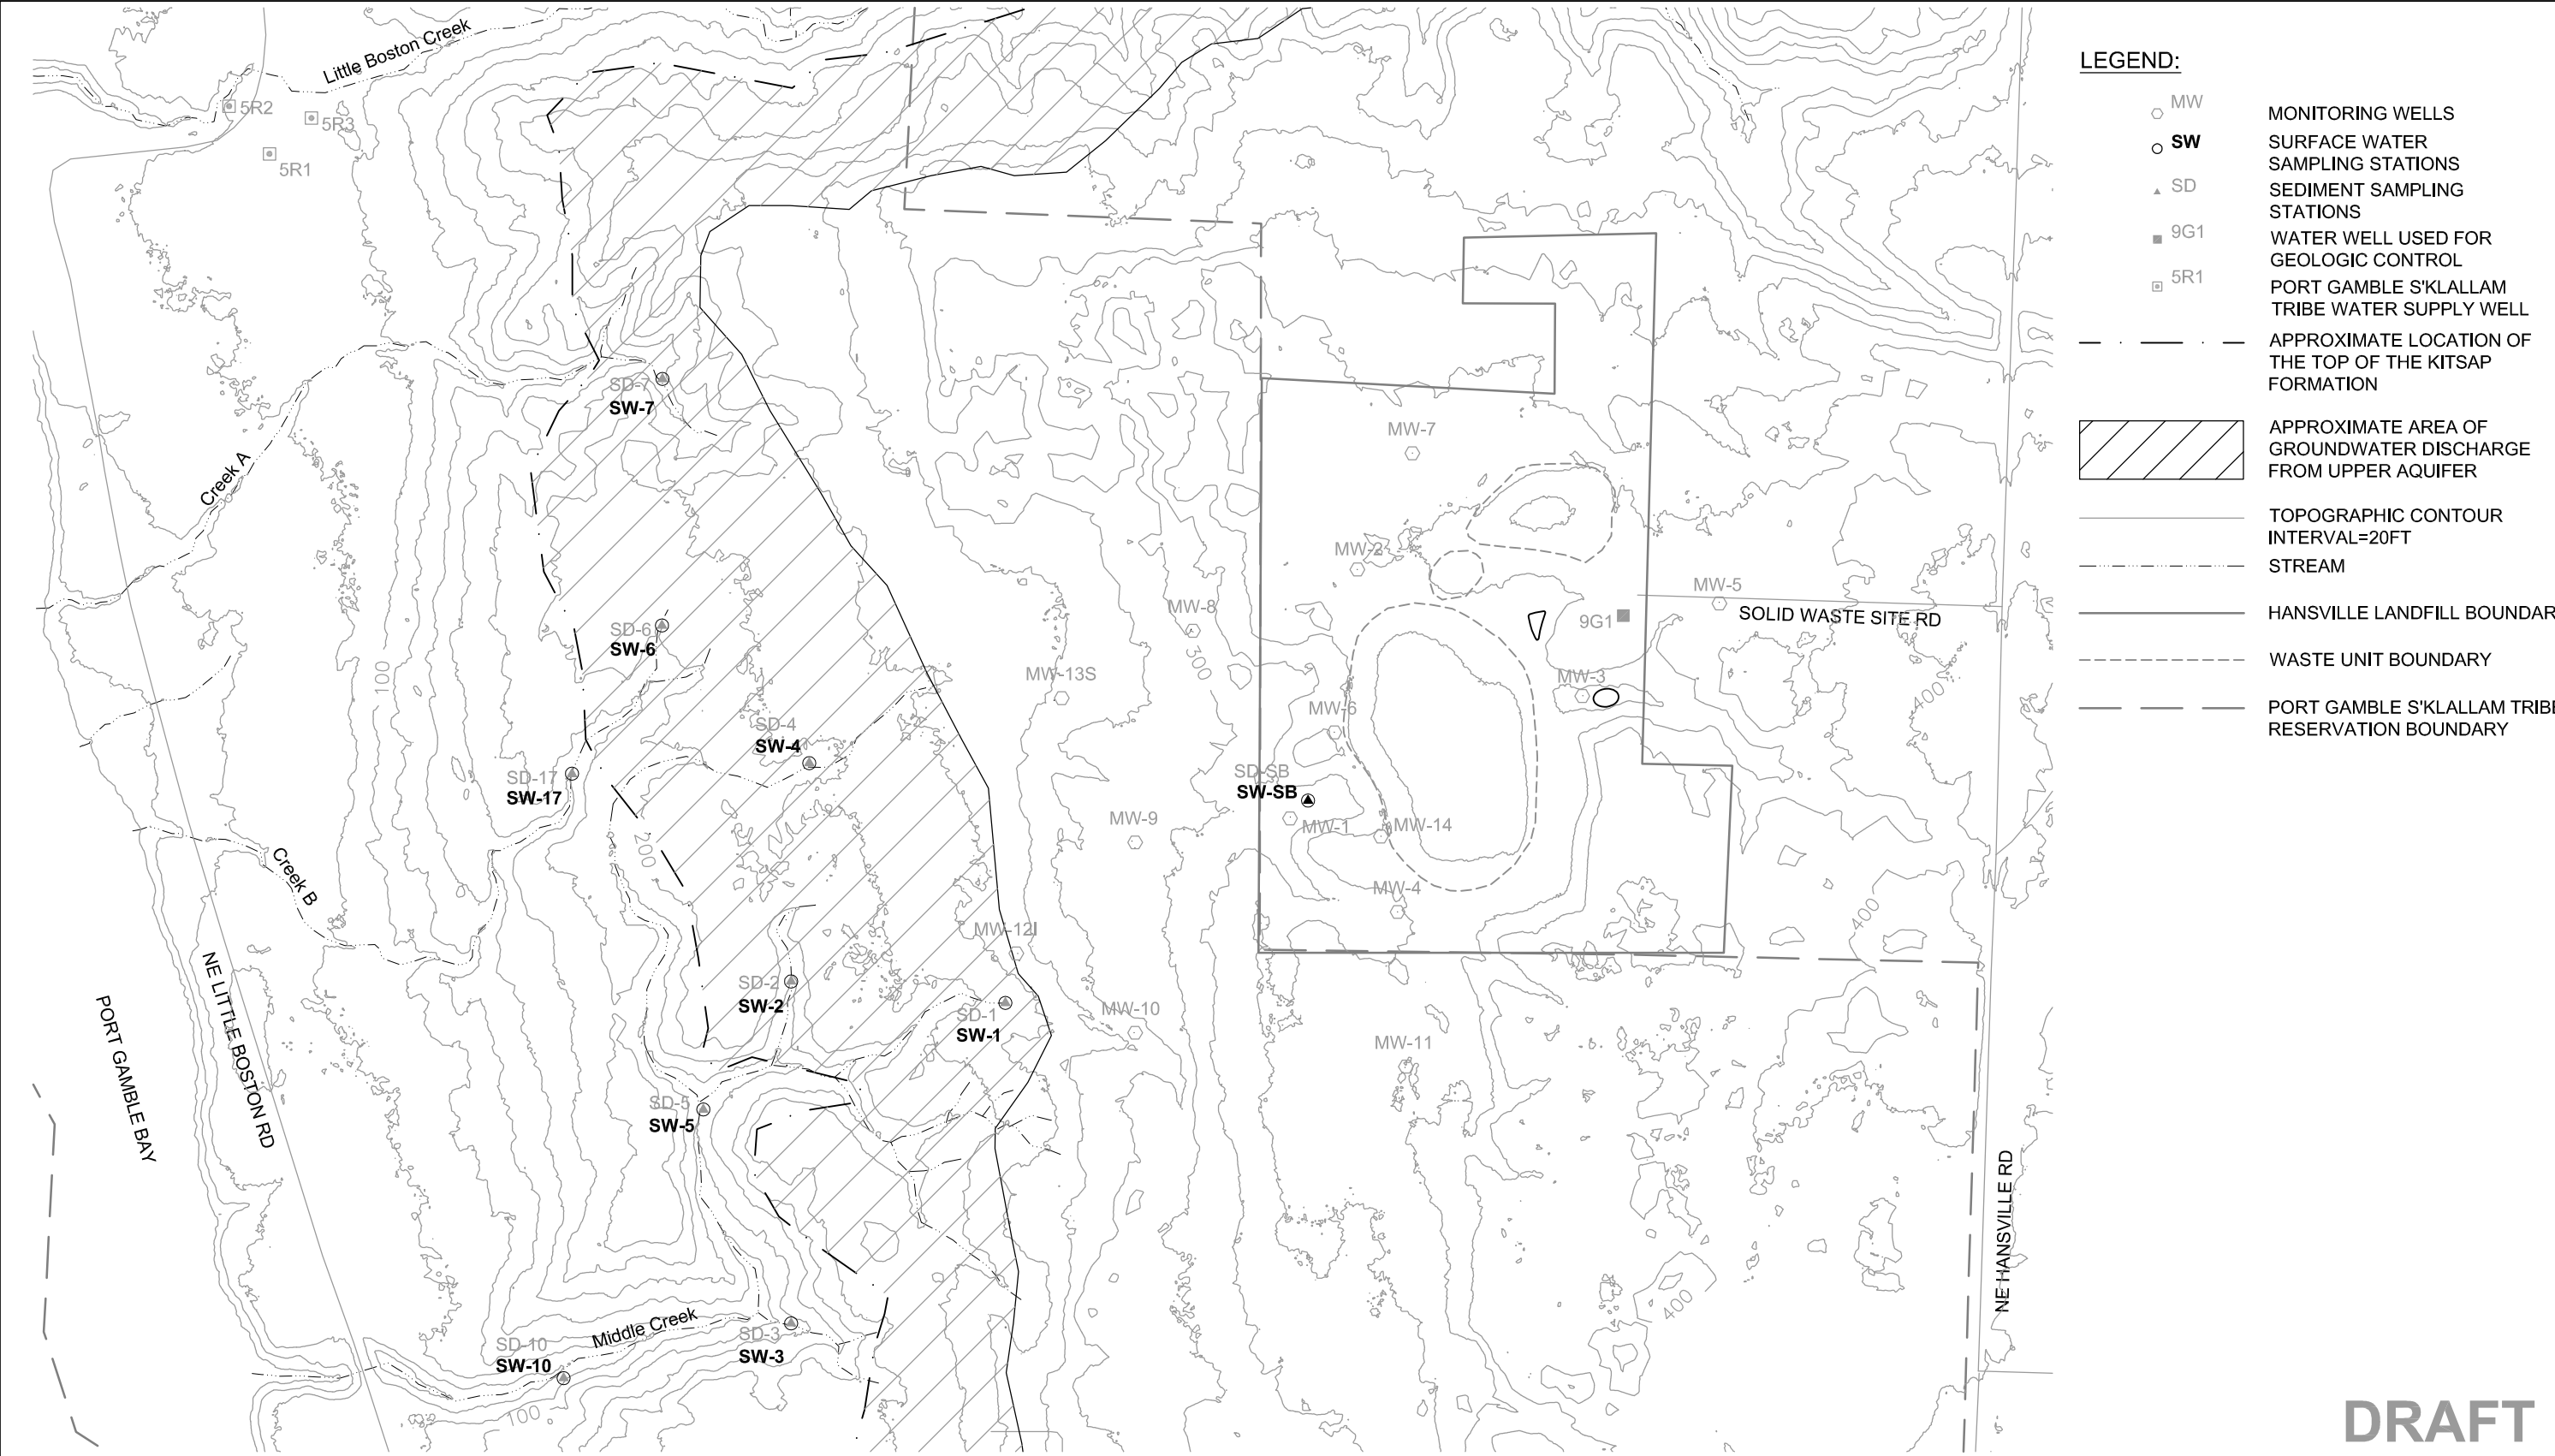 Little Boston Creek
5R2
5R3
5R1
Creek A
SD-7
SW-7
MW-7
MW-2
MW-5
SOLID WASTE SITE RD
9G1
MW-8
300
SD-6
SW-6
100
MW-13S
MW-3
400
MW-6
SD-4
SW-4
SD-17
SW-17
SD-SB
SW-SB
MW-1
MW-14
MW-9
200
Creek B
MW-4
400
MW-12I
NE LITTLE BOSTON RD
PORT GAMBLE BAY
SD-2
SW-2
SD-1
SW-1
MW-10
MW-11
SD-5
SW-5
NE HANSVILLE RD
400
Middle Creek
SD-3
SW-3
SD-10
SW-10
100
LEGEND:
MW
MONITORING WELLS
SW
SURFACE WATER
SAMPLING STATIONS
SD
SEDIMENT SAMPLING
STATIONS
9G1
WATER WELL USED FOR
GEOLOGIC CONTROL
5R1
PORT GAMBLE S'KLALLAM
TRIBE WATER SUPPLY WELL
APPROXIMATE LOCATION OF
THE TOP OF THE KITSAP
FORMATION
APPROXIMATE AREA OF
GROUNDWATER DISCHARGE
FROM UPPER AQUIFER
TOPOGRAPHIC CONTOUR
INTERVAL=20FT
STREAM
HANSVILLE LANDFILL BOUNDAR
WASTE UNIT BOUNDARY
PORT GAMBLE S'KLALLAM TRIBE
RESERVATION BOUNDARY
DRAFT